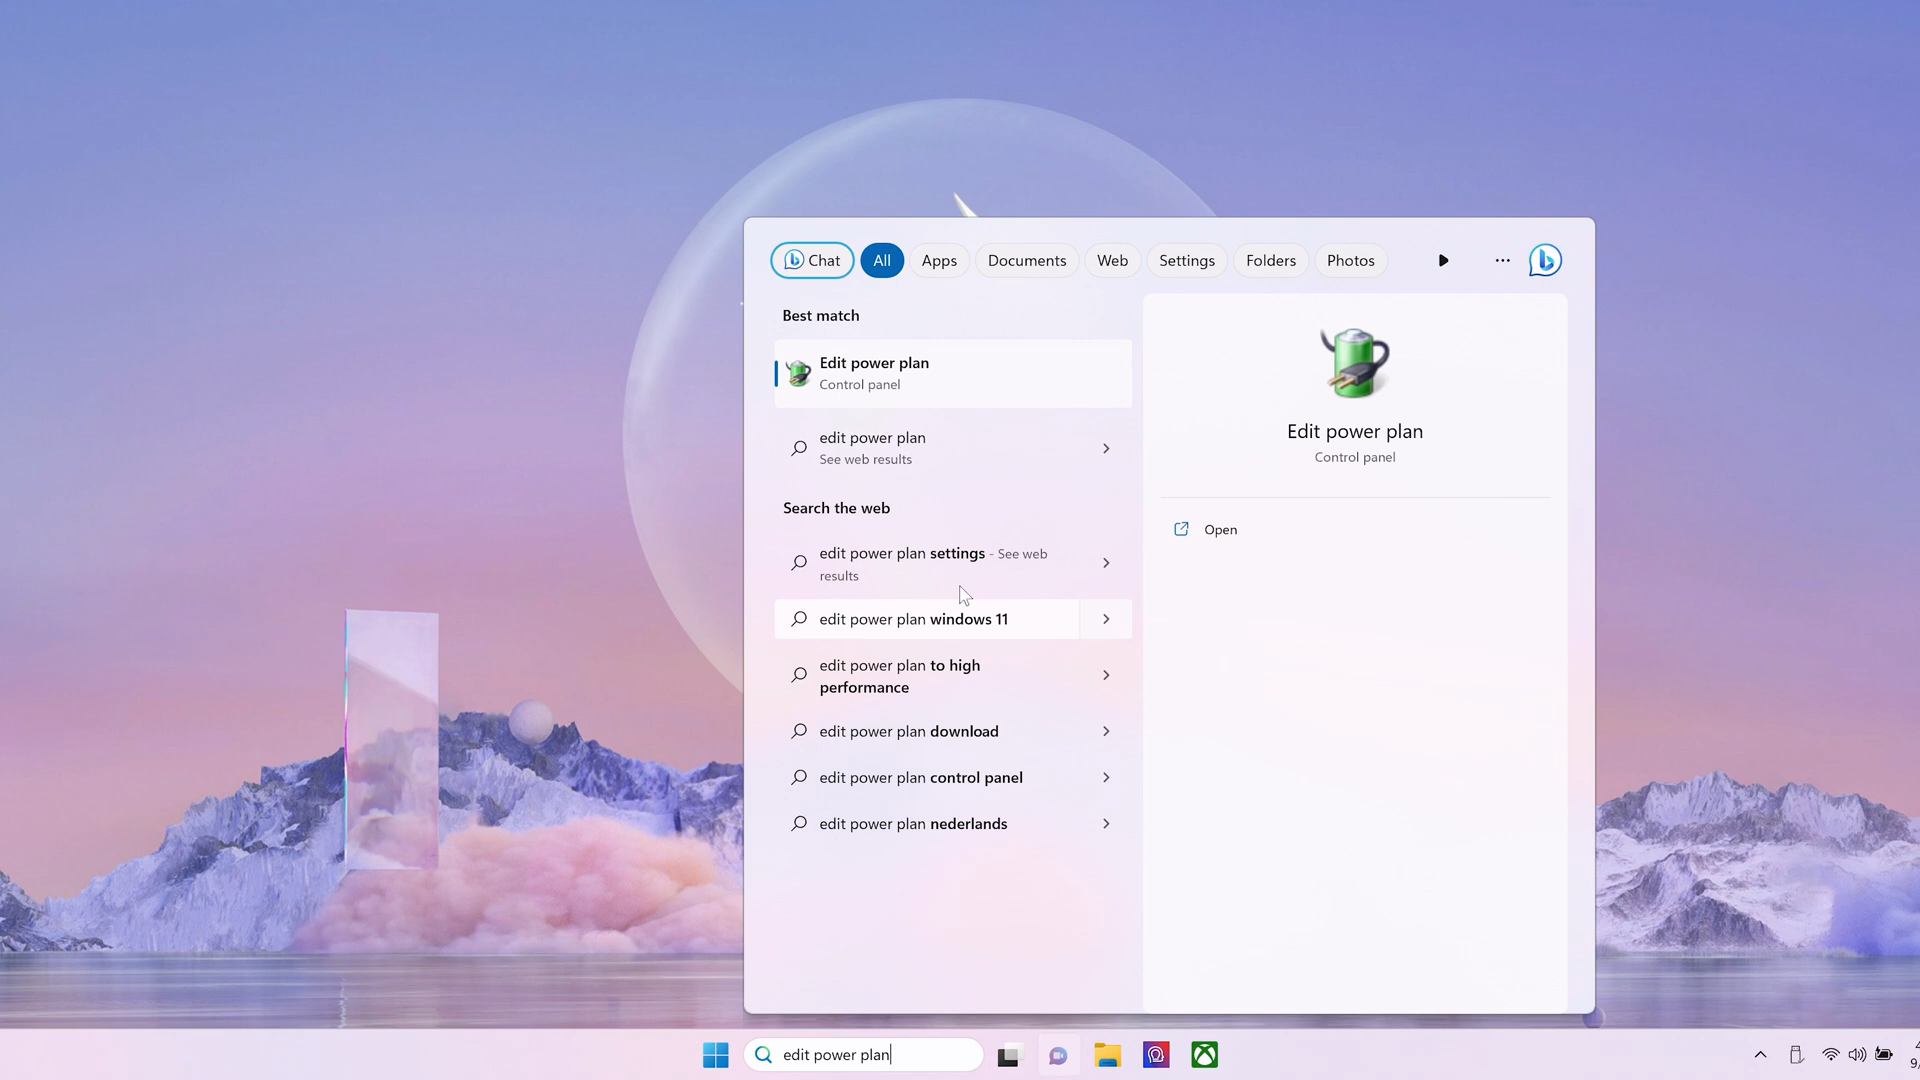 Chat All Apps Documents Web Settings Folders Photos
Best match
Edit power plan
Control panel
edit power plan
See web results
Search the web
edit power plan settings - See web
results
edit power plan windows 11
edit power plan to high
performance
edit power plan download
edit power plan control panel
edit power plan nederlands
Edit power plan
Control panel
Open
edit power plan